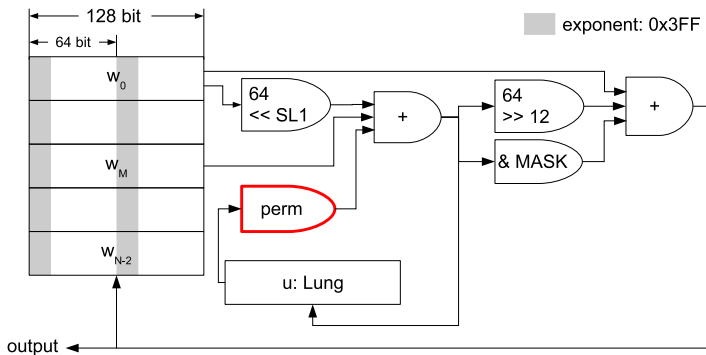 128 bit
exponent: 0x3FF
64 bit
w0
64
<< SL1
+
64
>> 12
+
wM
& MASK
perm
wN-2
u: Lung
output